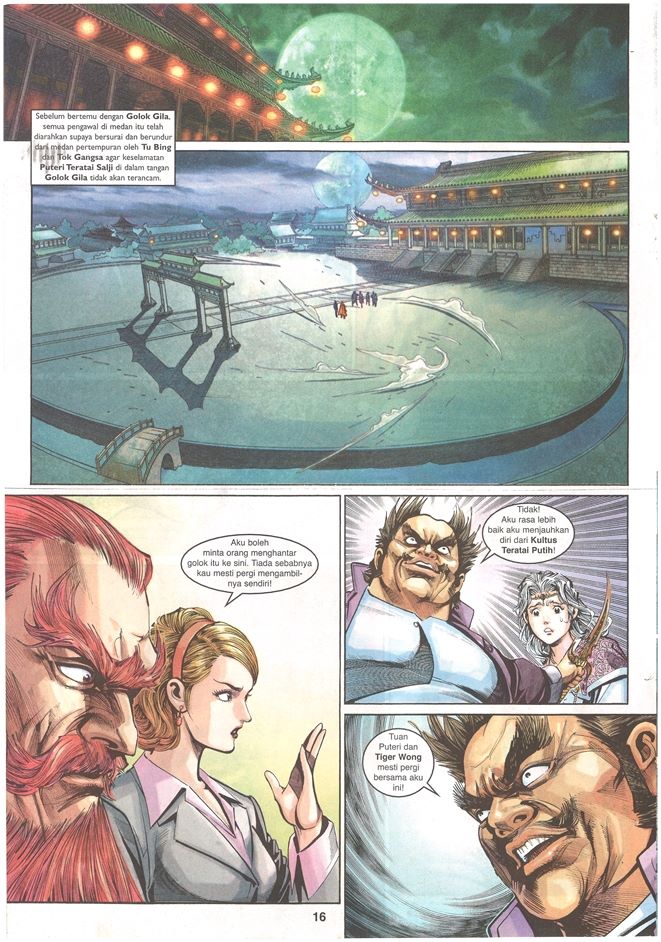 Sebelum bertemu dengan Golok Gila,
semua pengawal di medan itu telah
diarahkan supaya bersurai dan berundur
dari medan pertempuran oleh Tu Bing
dan Tok Gangsa agar keselamatan
Puteri Teratai Salji di dalam tangan
Golok Gila tidak akan terancam.
Aku boleh
minta orang menghantar
golok itu ke sini. Tiada sebabnya
kau mesti pergi mengambil-
nya sendiri!
Tidak!
Aku rasa lebih
baik aku menjauhkan
diri dari Kultus
Teratai Putih!
Tuan
Puteri dan
Tiger Wong
mesti pergi
bersama aku
ini!
16